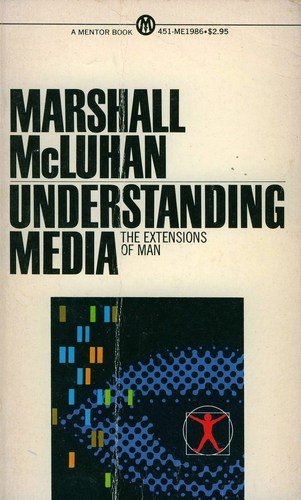 A MENTOR BOOK M 451-ME1986•$2.95
MARSHALL
McLUHAN
UNDERSTANDING
MEDIA THE EXTENSIONS
OF MAN